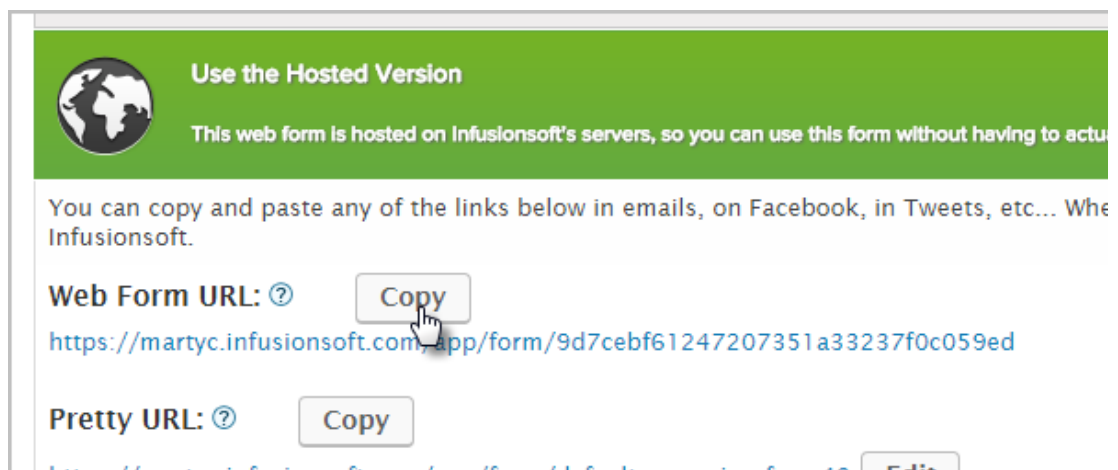 Use the Hosted Version
This web form is hosted on Infusionsoft's servers, so you can use this form without having to
You can copy and paste any of the links below in emails, on Facebook, in Tweets, etc...
Infusionsoft.
Web Form URL: ? Copy
https://martyc.infusionsoft.com/app/form/9d7cebf61247207351a33237f0c059ed
Pretty URL: ? Copy
Edit